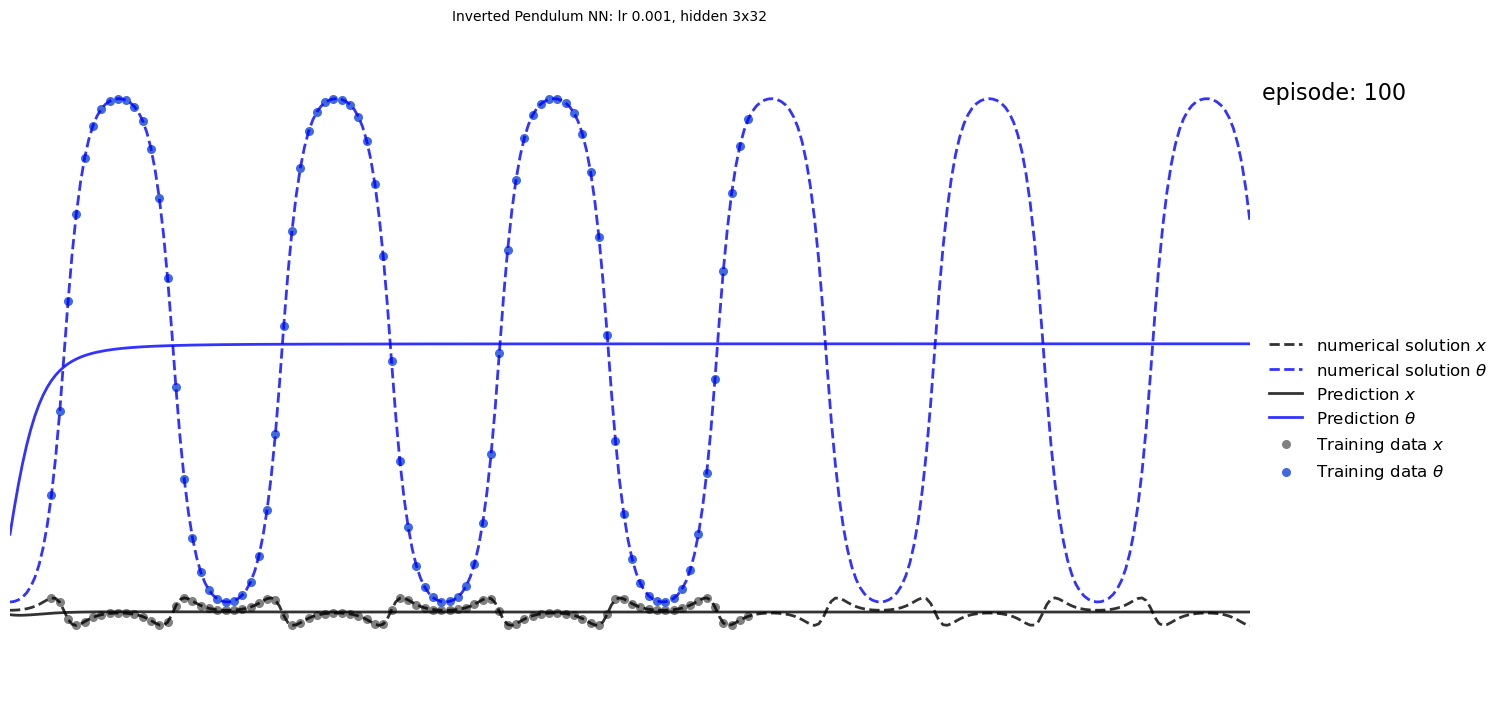 Inverted Pendulum NN: lr 0.001, hidden 3x32
episode: 100
numerical solution x
numerical solution θ
Prediction x
Prediction θ
Training data x
Training data θ